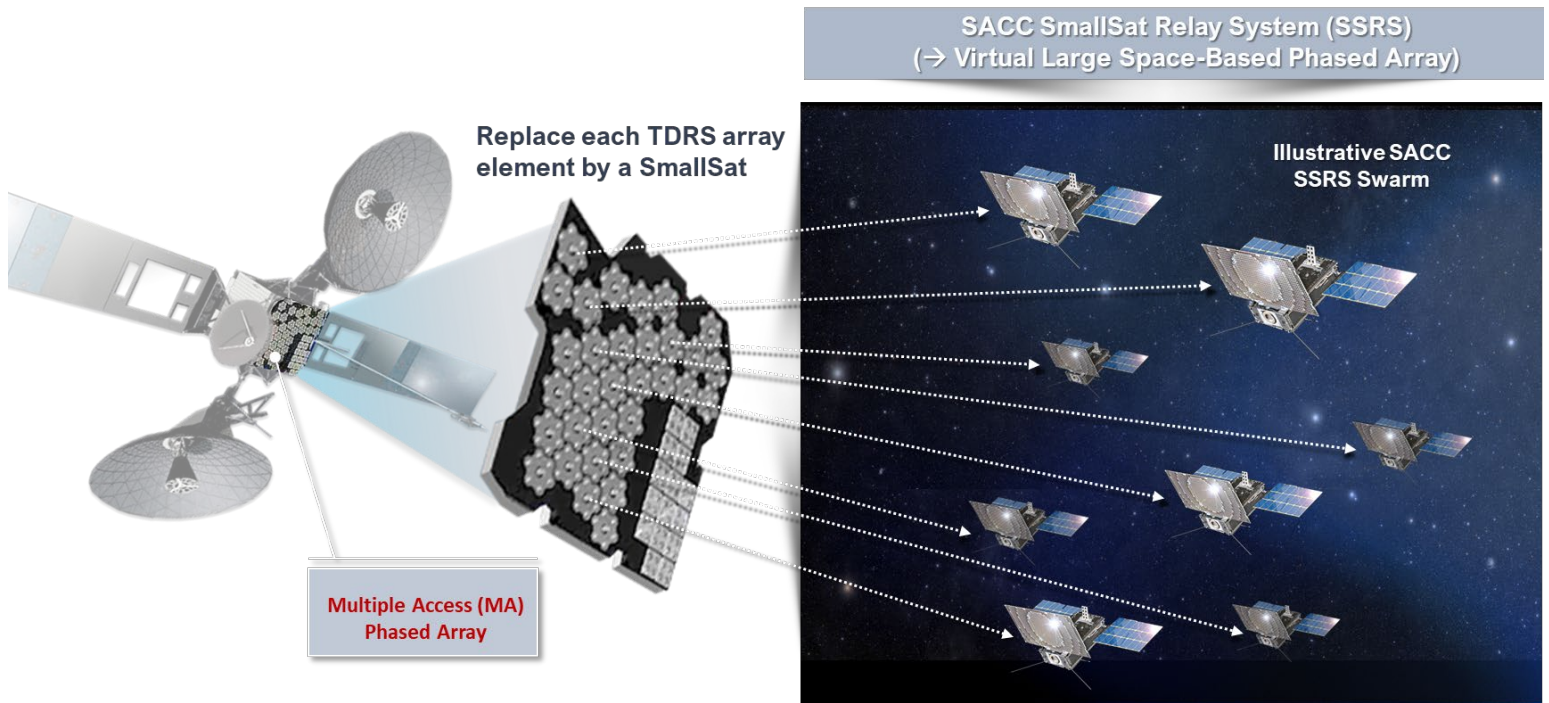 SACC SmallSat Relay System (SSRS)
(→ Virtual Large Space-Based Phased Array)
Replace each TDRS array
element by a SmallSat
Illustrative SACC
SSRS Swarm
Multiple Access (MA)
Phased Array